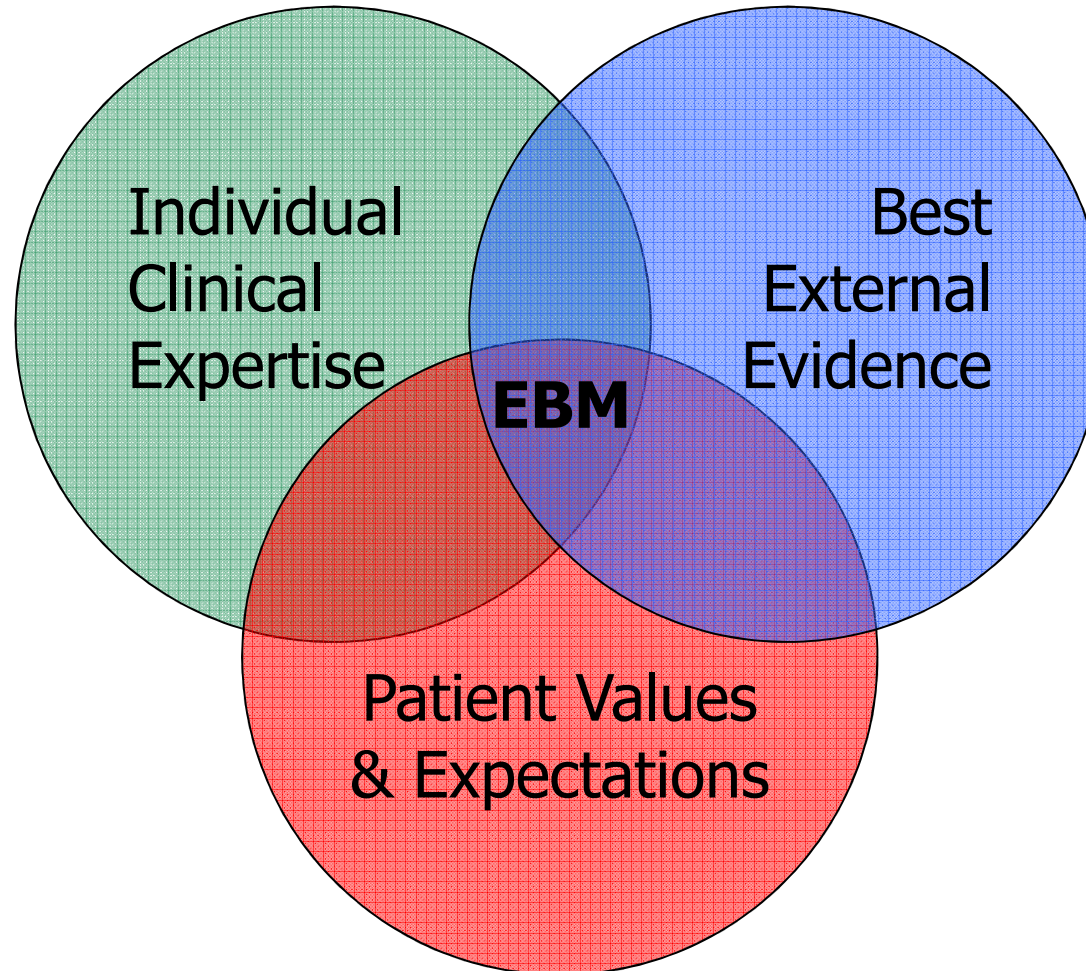 Individual
Clinical
Expertise
Best
External
Evidence
EBM
Patient Values
& Expectations